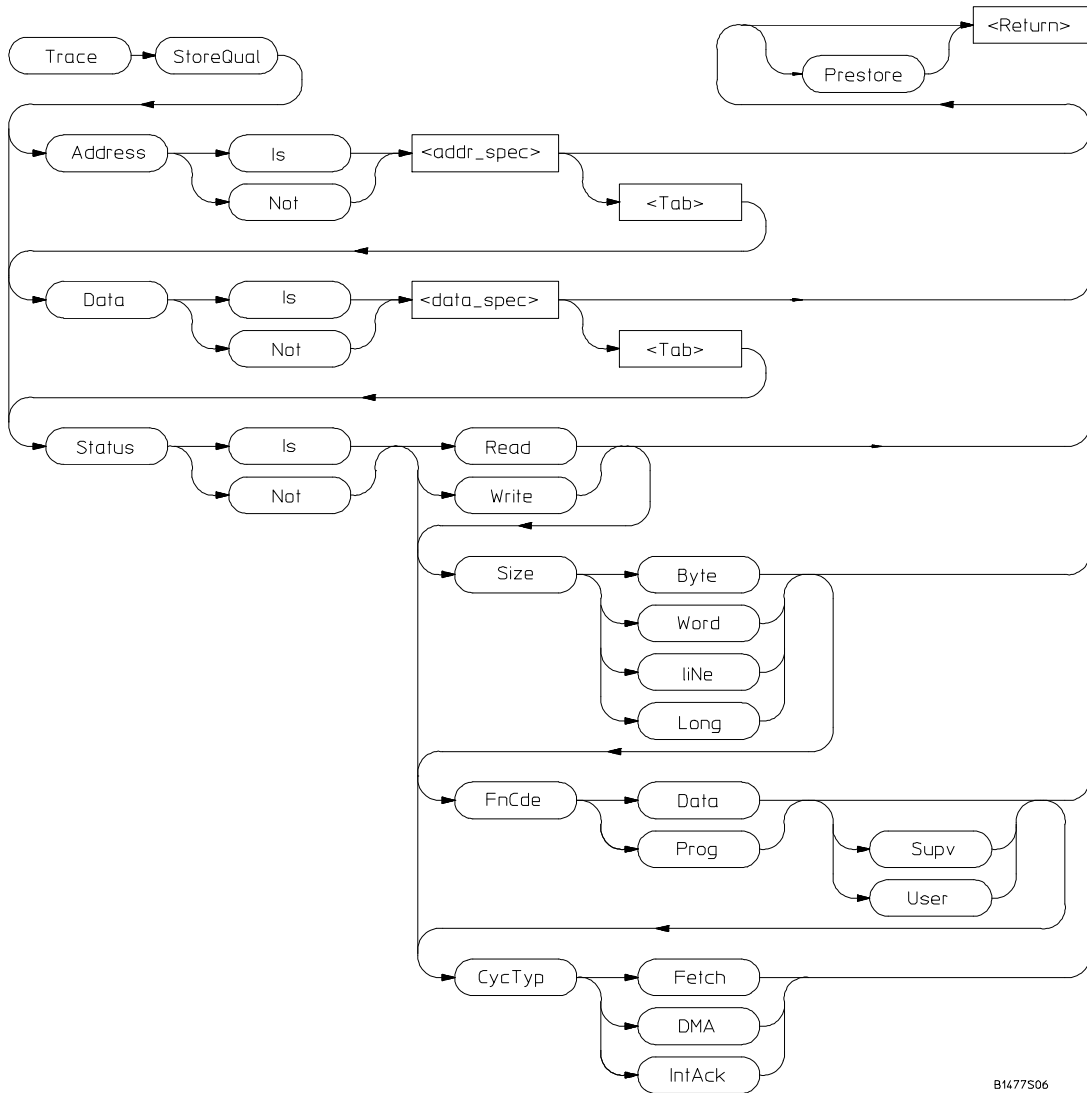 <Return>
Trace StoreQual
Prestore
Address Is <addr_spec>
Not <Tab>
Data Is <data_spec>
Not <Tab>
Status Is Read
Not Write
Size Byte
Word
liNe
Long
FnCde Data
Prog Supv
User
CycTyp Fetch
DMA
IntAck
B1477S06